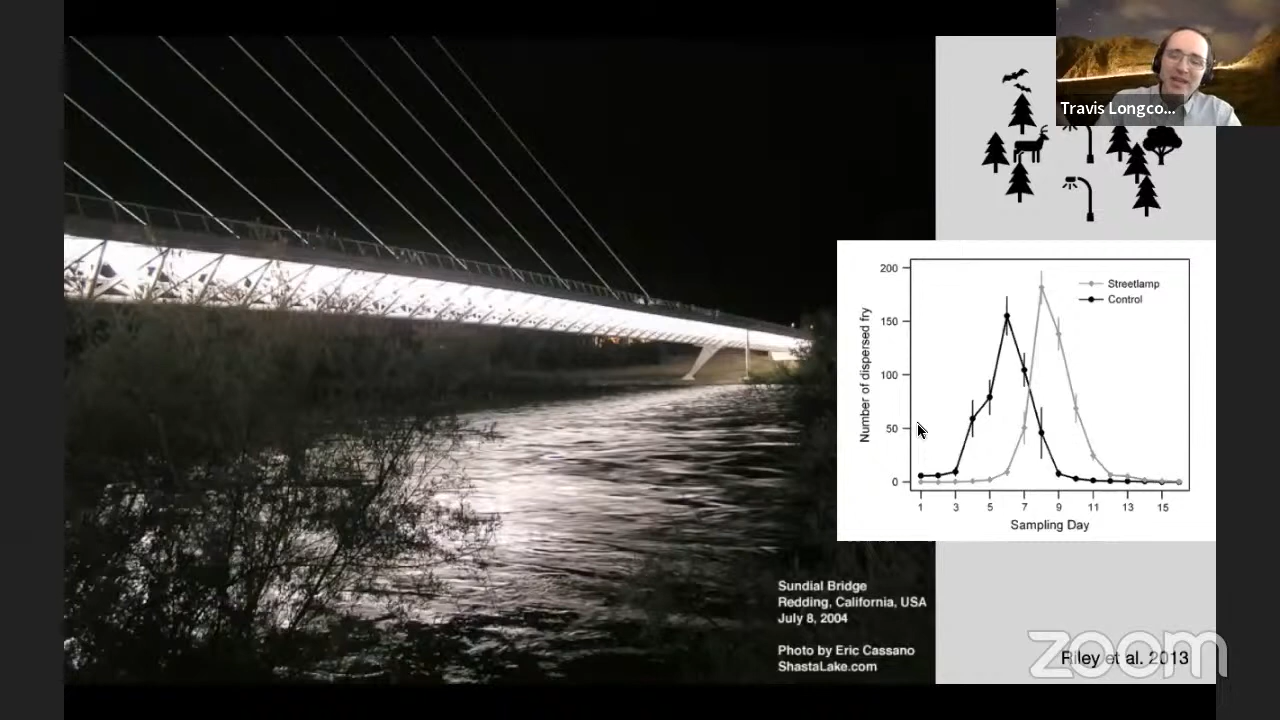 Travis Longco...
Streetlamp
Control
Number of dispersed fry
200
150
100
50
0
1 3 5 7 9 11 13 15
Sampling Day
Sundial Bridge
Redding, California, USA
July 8, 2004
Photo by Eric Cassano
ShastaLake.com
Riley et al. 2013
zoom